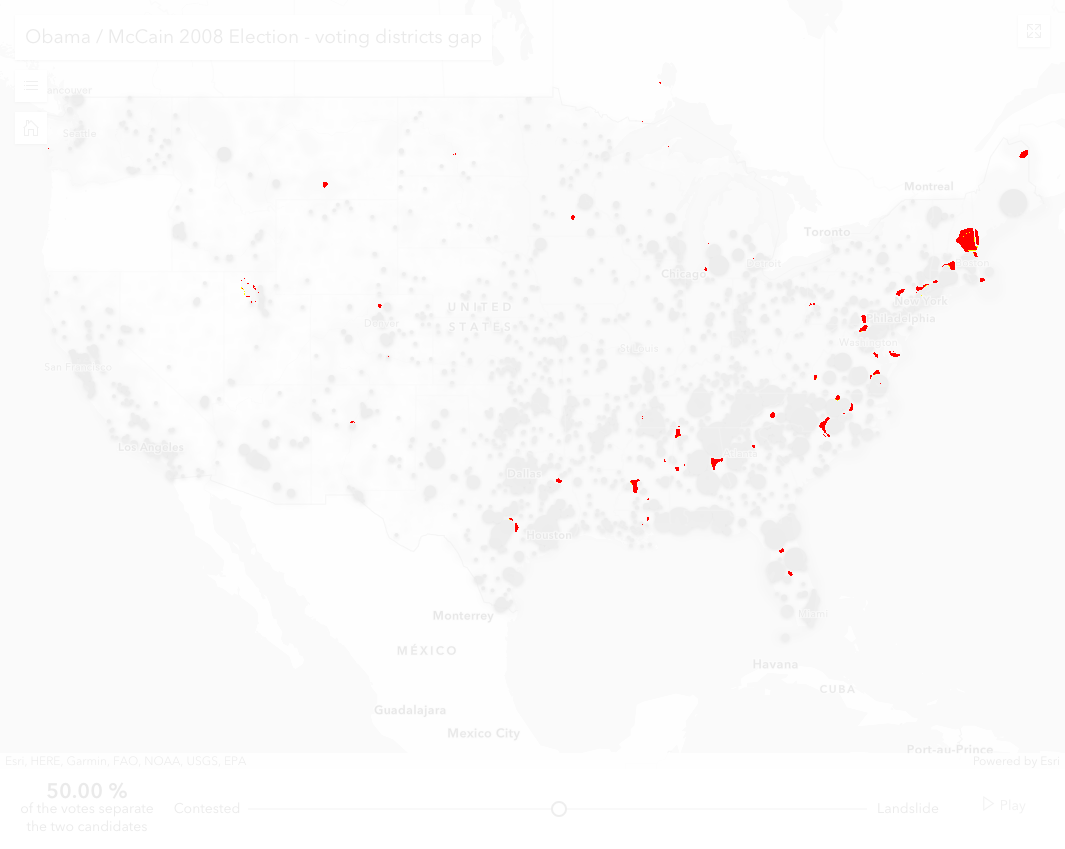 Obama / McCain 2008 Election - voting districts gap
ancouver
Seattle
Montreal
Toronto
Chicago
New York
Philadelphia
Washington
UNITED
STATES
Denver
St Louis
San Francisco
Los Angeles
Dallas
Houston
Miami
Monterrey
MÉXICO
Havana
CUBA
Guadalajara
Mexico City
Port-au-Prince
Esri, HERE, Garmin, FAO, NOAA, USGS, EPA
Powered by Esri
50.00 %
of the votes separate
the two candidates
Contested
Landslide
Play